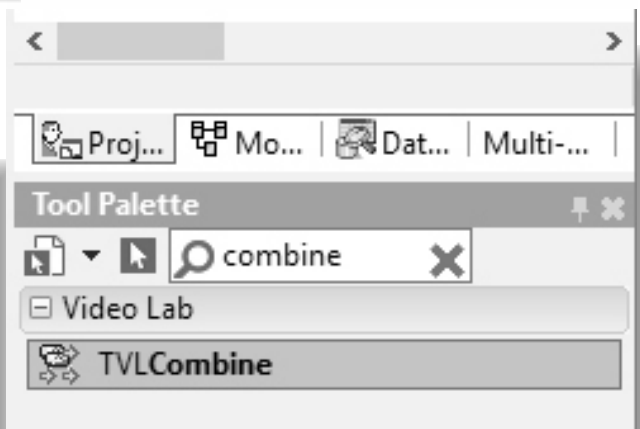 Proj... Mo... Dat... Multi-...
Tool Palette
combine
Video Lab
TVLCombine